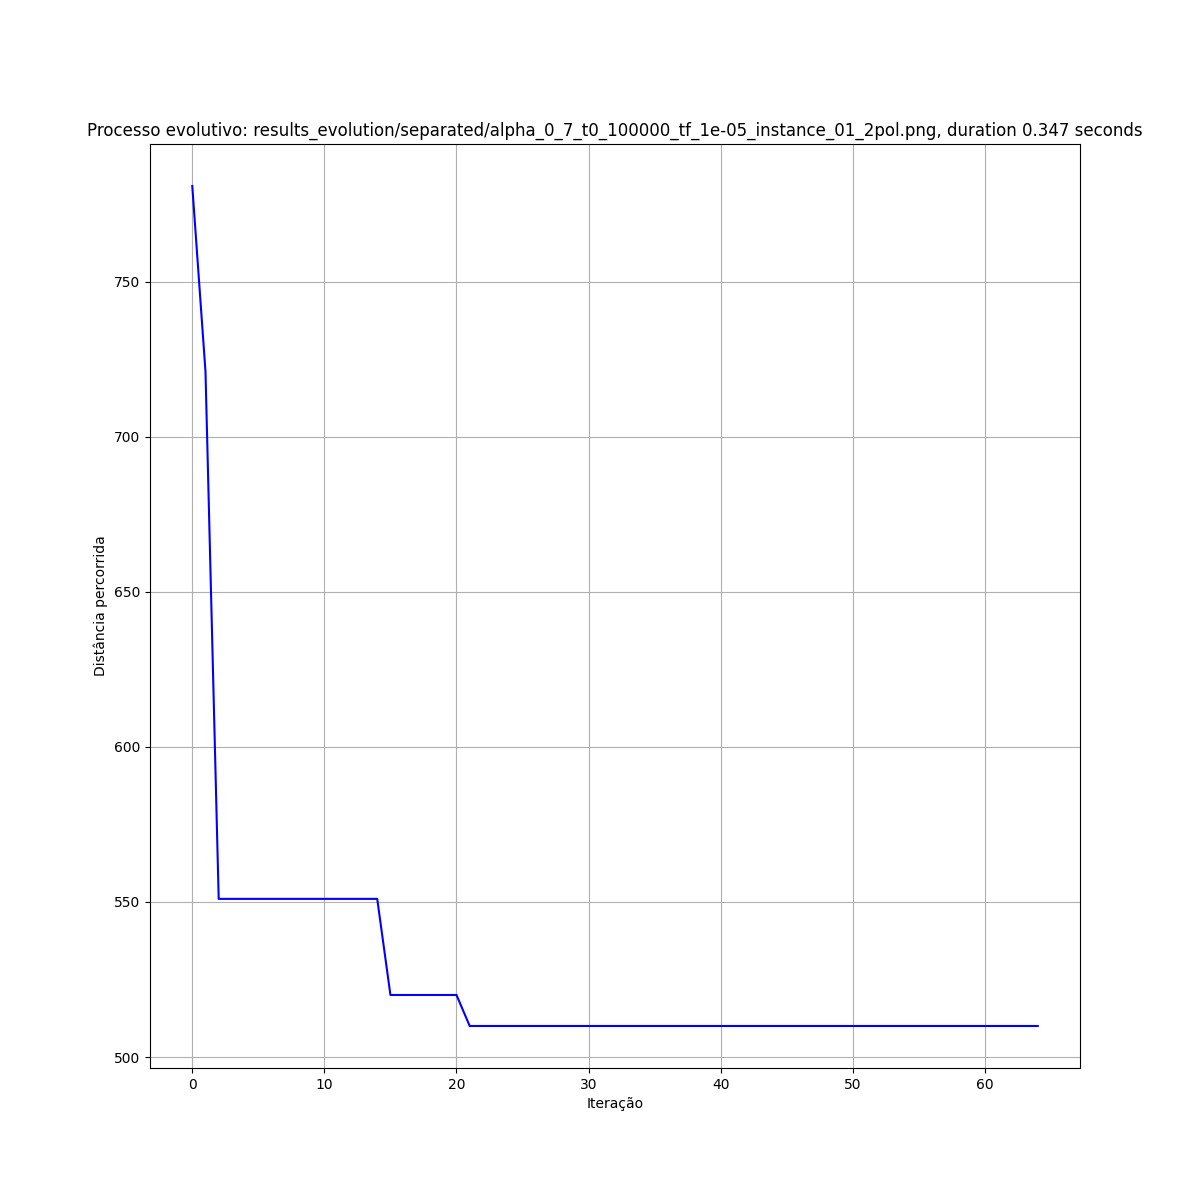 Processo evolutivo: results_evolution/separated/alpha_0_7_t0_100000_tf_1e-05_instance_01_2pol.png, duration 0.347 seconds
750
700
650
600
550
500
Distância percorrida
0 10 20 30 40 50 60
Iteração